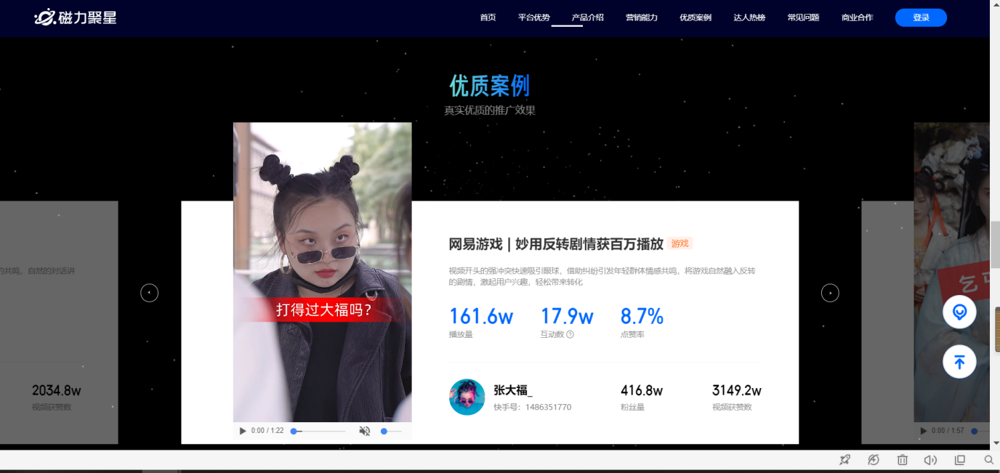 磁力聚星
首页 平台优势 产品介绍 营销能力 优质案例 达人热榜 常见问题 商业合作 登录
优质案例
真实优质的推广效果
共鸣，自然的对话讲
2034.8w
视频获赞数
打得过大福吗?
0:00 / 1:22
网易游戏 | 妙用反转剧情获百万播放 游戏
视频开头的强冲突快速吸引眼球，借助纠纷引发年轻群体情感共鸣，将游戏自然融入反转
的剧情，激起用户兴趣，轻松带来转化
161.6w 17.9w 8.7%
播放量 互动数 点赞率
张大福_ 416.8w 3149.2w
快手号：1486351770 粉丝量 视频获赞数
乞
0:00 / 1:57